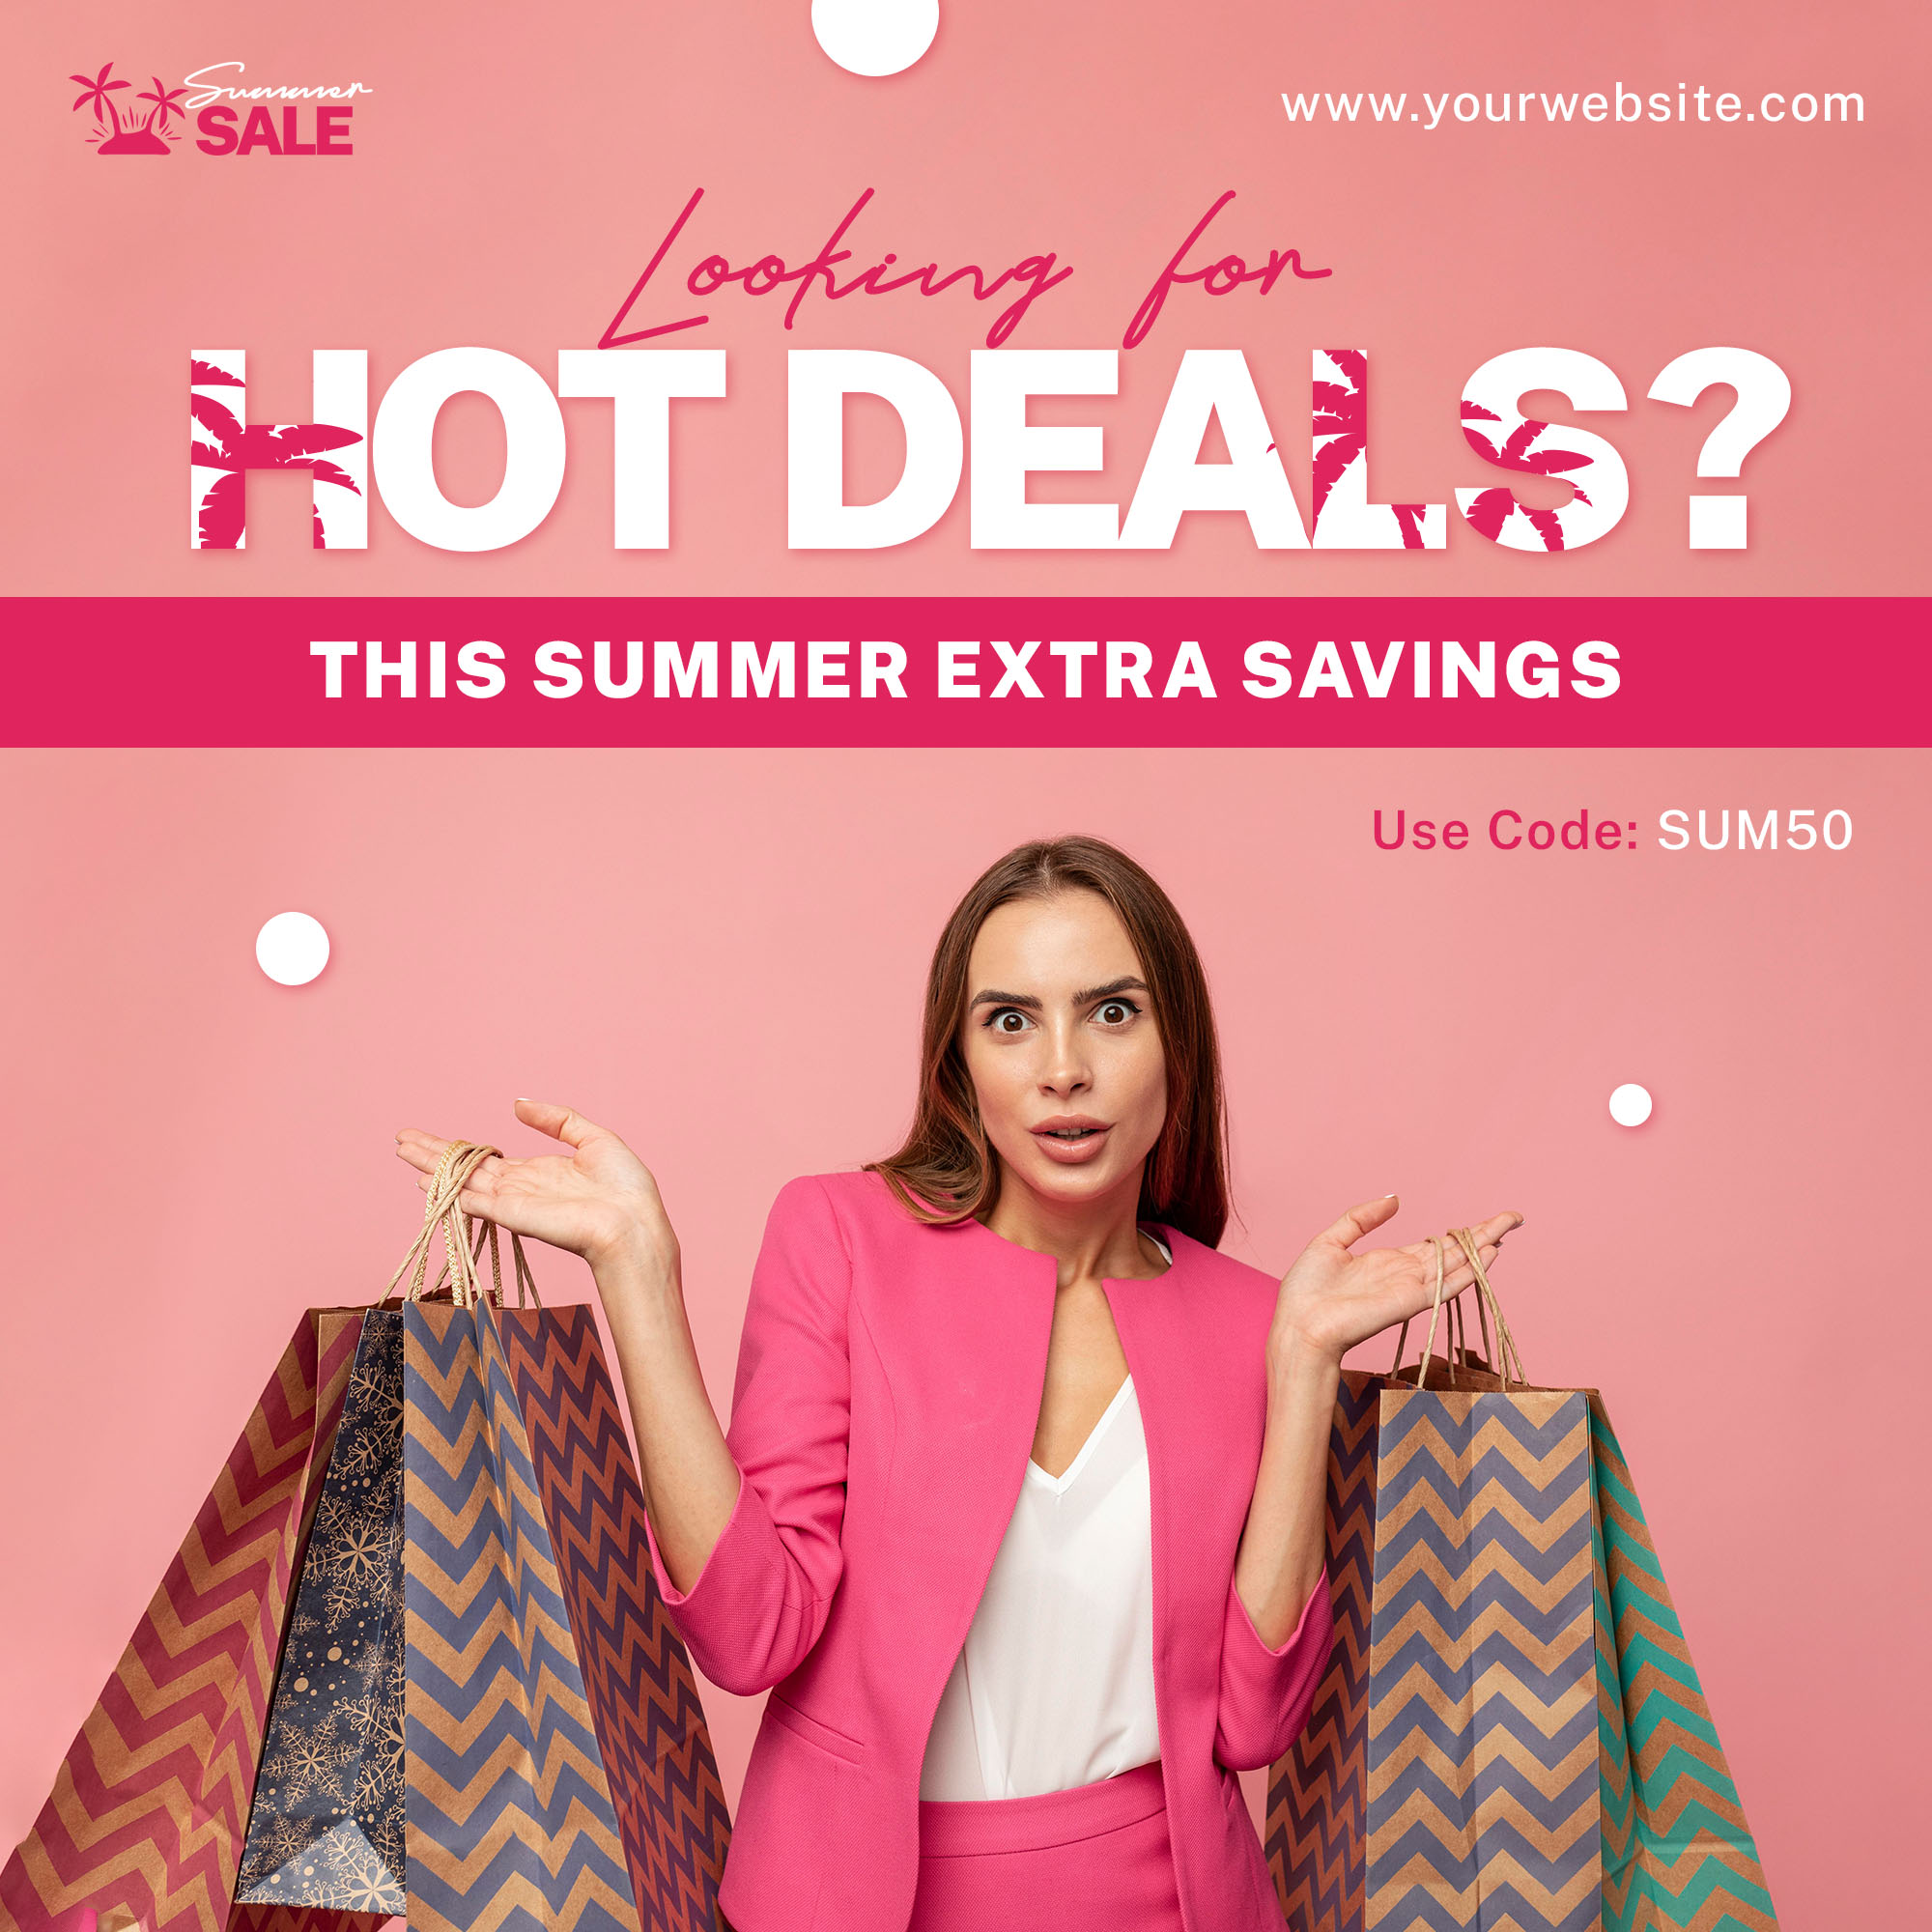 Summer
SALE
www.yourwebsite.com
Looking for
HOT DEALS?
THIS SUMMER EXTRA SAVINGS
Use Code: SUM50